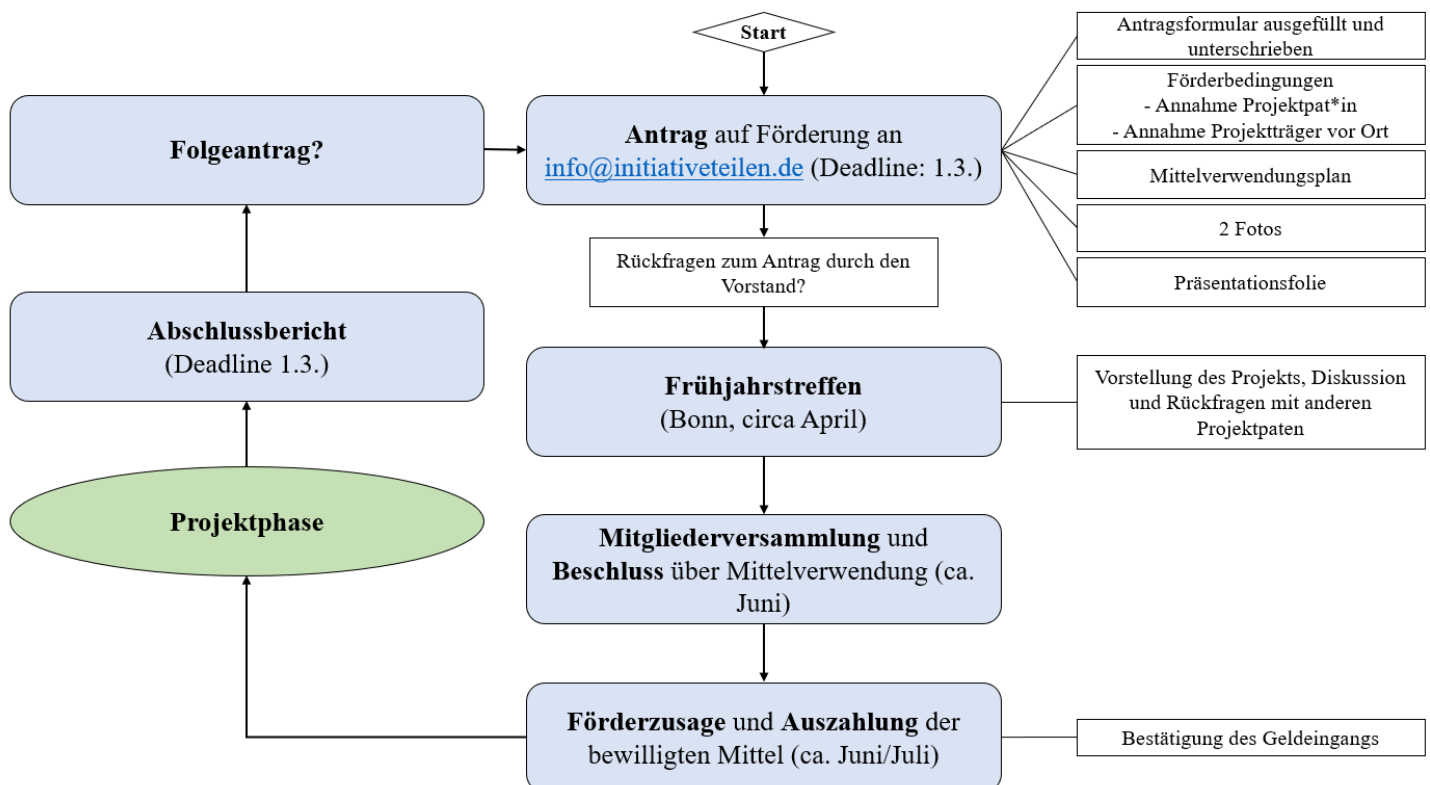 Start
Antragsformular ausgefüllt und
unterschrieben
Förderbedingungen
- Annahme Projektpat*in
- Annahme Projektträger vor Ort
Mittelverwendungsplan
2 Fotos
Präsentationsfolie
Folgeantrag?
Antrag auf Förderung an
info@initiativeteilen.de (Deadline: 1.3.)
Rückfragen zum Antrag durch den
Vorstand?
Abschlussbericht
(Deadline 1.3.)
Frühjahrstreffen
(Bonn, circa April)
Vorstellung des Projekts, Diskussion
und Rückfragen mit anderen
Projektpaten
Projektphase
Mitgliederversammlung und
Beschluss über Mittelverwendung (ca.
Juni)
Förderzusage und Auszahlung der
bewilligten Mittel (ca. Juni/Juli)
Bestätigung des Geldeingangs